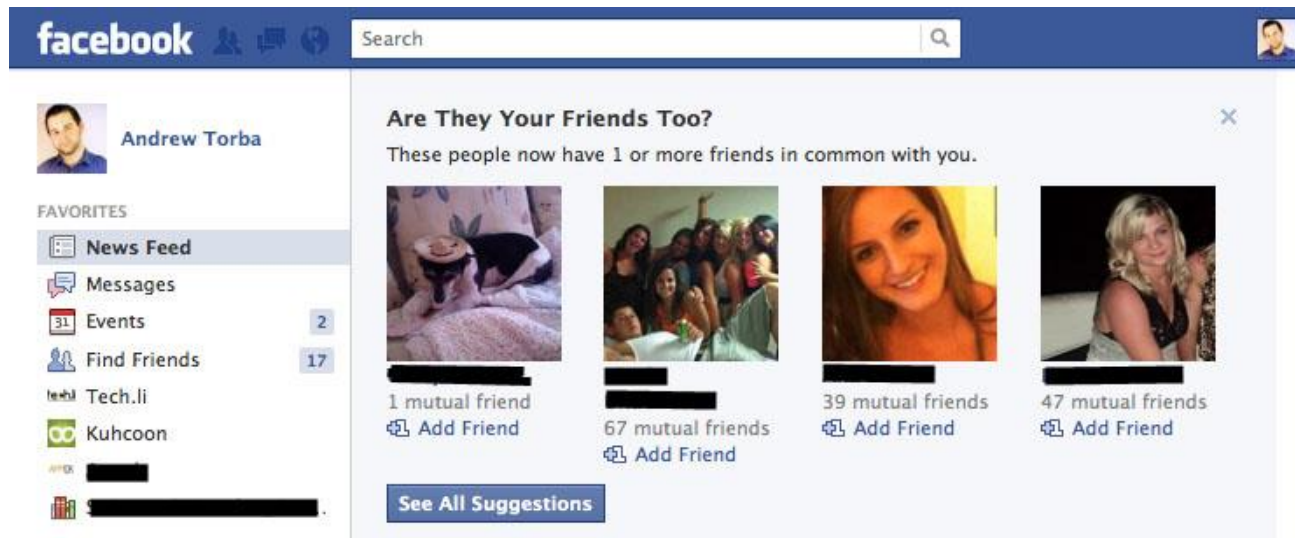 facebook
Search
Andrew Torba
FAVORITES
News Feed
Messages
31 Events 2
Find Friends 17
Tech.li
Kuhcoon
Are They Your Friends Too?
These people now have 1 or more friends in common with you.
1 mutual friend
Add Friend
67 mutual friends
Add Friend
39 mutual friends
Add Friend
47 mutual friends
Add Friend
See All Suggestions